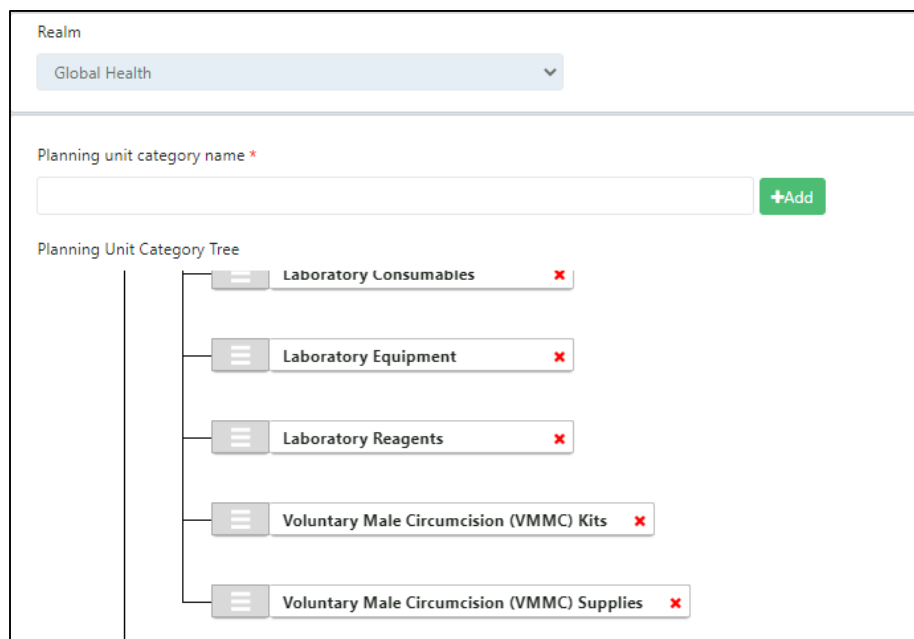 Realm
Global Health
Planning unit category name *
+Add
Planning Unit Category Tree
Laboratory Consumables
Laboratory Equipment
Laboratory Reagents
Voluntary Male Circumcision (VMMC) Kits
Voluntary Male Circumcision (VMMC) Supplies